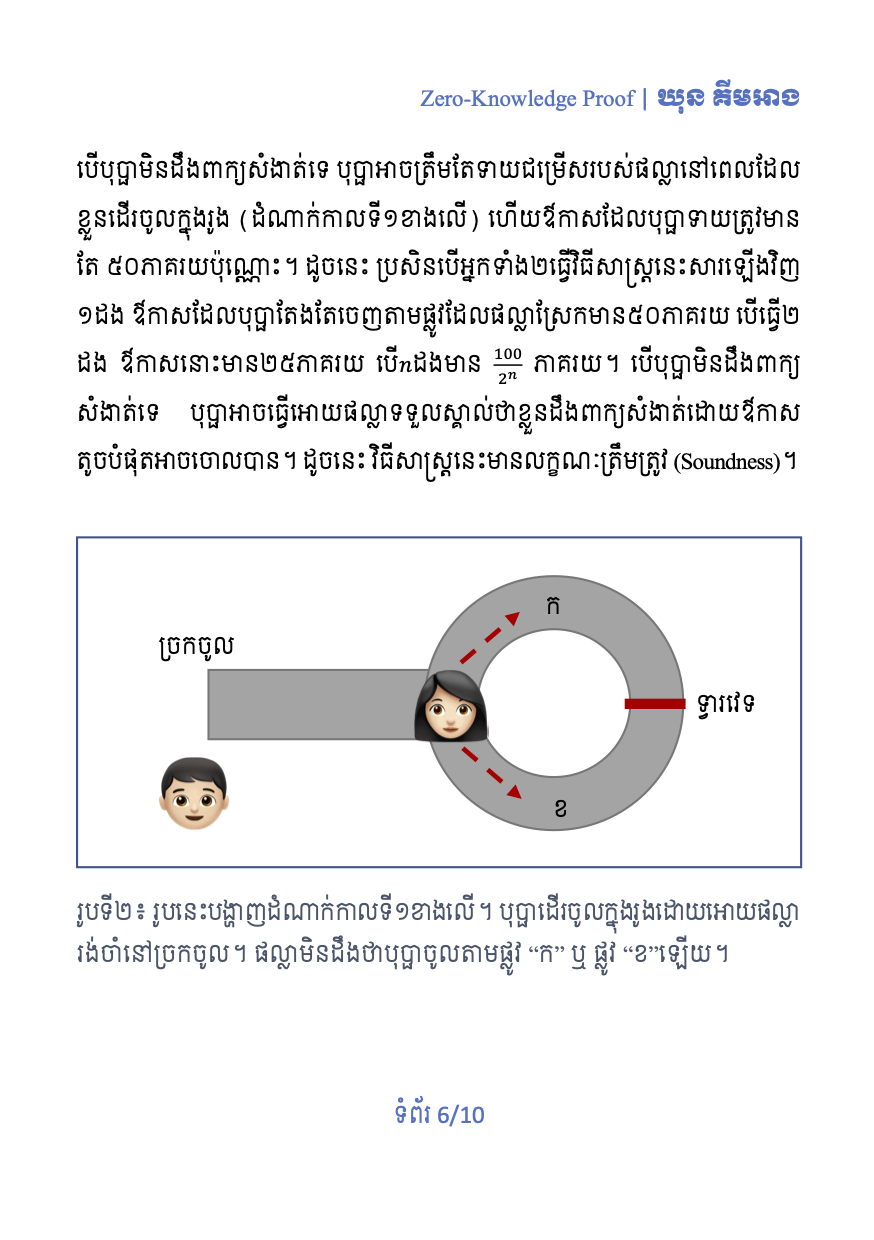 Zero-Knowledge Proof | ឃុន គីមអាង
បើបុប្ផាមិនដឹងពាក្យសំងាត់ទេ បុប្ផាអាចត្រឹមតែទាយជម្រើសរបស់ផល្លានៅពេលដែល
ខ្លួនដើរចូលក្នុងរូង (ដំណាក់កាលទី១ខាងលើ) ហើយឪកាសដែលបុប្ផាទាយត្រូវមាន
តែ ៥០ភាគរយប៉ុណ្ណោះ។ ដូចនេះ ប្រសិនបើអ្នកទាំង២ធ្វើវិធីសាស្ត្រនេះសារឡើងវិញ
១ដង ឪកាសដែលបុប្ផាតែងតែចេញតាមផ្លូវដែលផល្លាស្រែកមាន៥០ភាគរយ បើធ្វើ២
ដង ឪកាសនោះមាន២៥ភាគរយ បើnដងមាន 100/2ⁿ ភាគរយ។ បើបុប្ផាមិនដឹងពាក្យ
សំងាត់ទេ បុប្ផាអាចធ្វើអោយផល្លាទទួលស្គាល់ថាខ្លួនដឹងពាក្យសំងាត់ដោយឪកាស
តូចបំផុតអាចចោលបាន។ ដូចនេះ វិធីសាស្ត្រនេះមានលក្ខណៈត្រឹមត្រូវ (Soundness)។
ក
ច្រកចូល
ទ្វារវេទ
ខ
រូបទី២៖ រូបនេះបង្ហាញដំណាក់កាលទី១ខាងលើ។ បុប្ផាដើរចូលក្នុងរូងដោយអោយផល្លា
រង់ចាំនៅច្រកចូល។ ផល្លាមិនដឹងថាបុប្ផាចូលតាមផ្លូវ “ក” ឬ ផ្លូវ “ខ”ឡើយ។
ទំព័រ 6/10